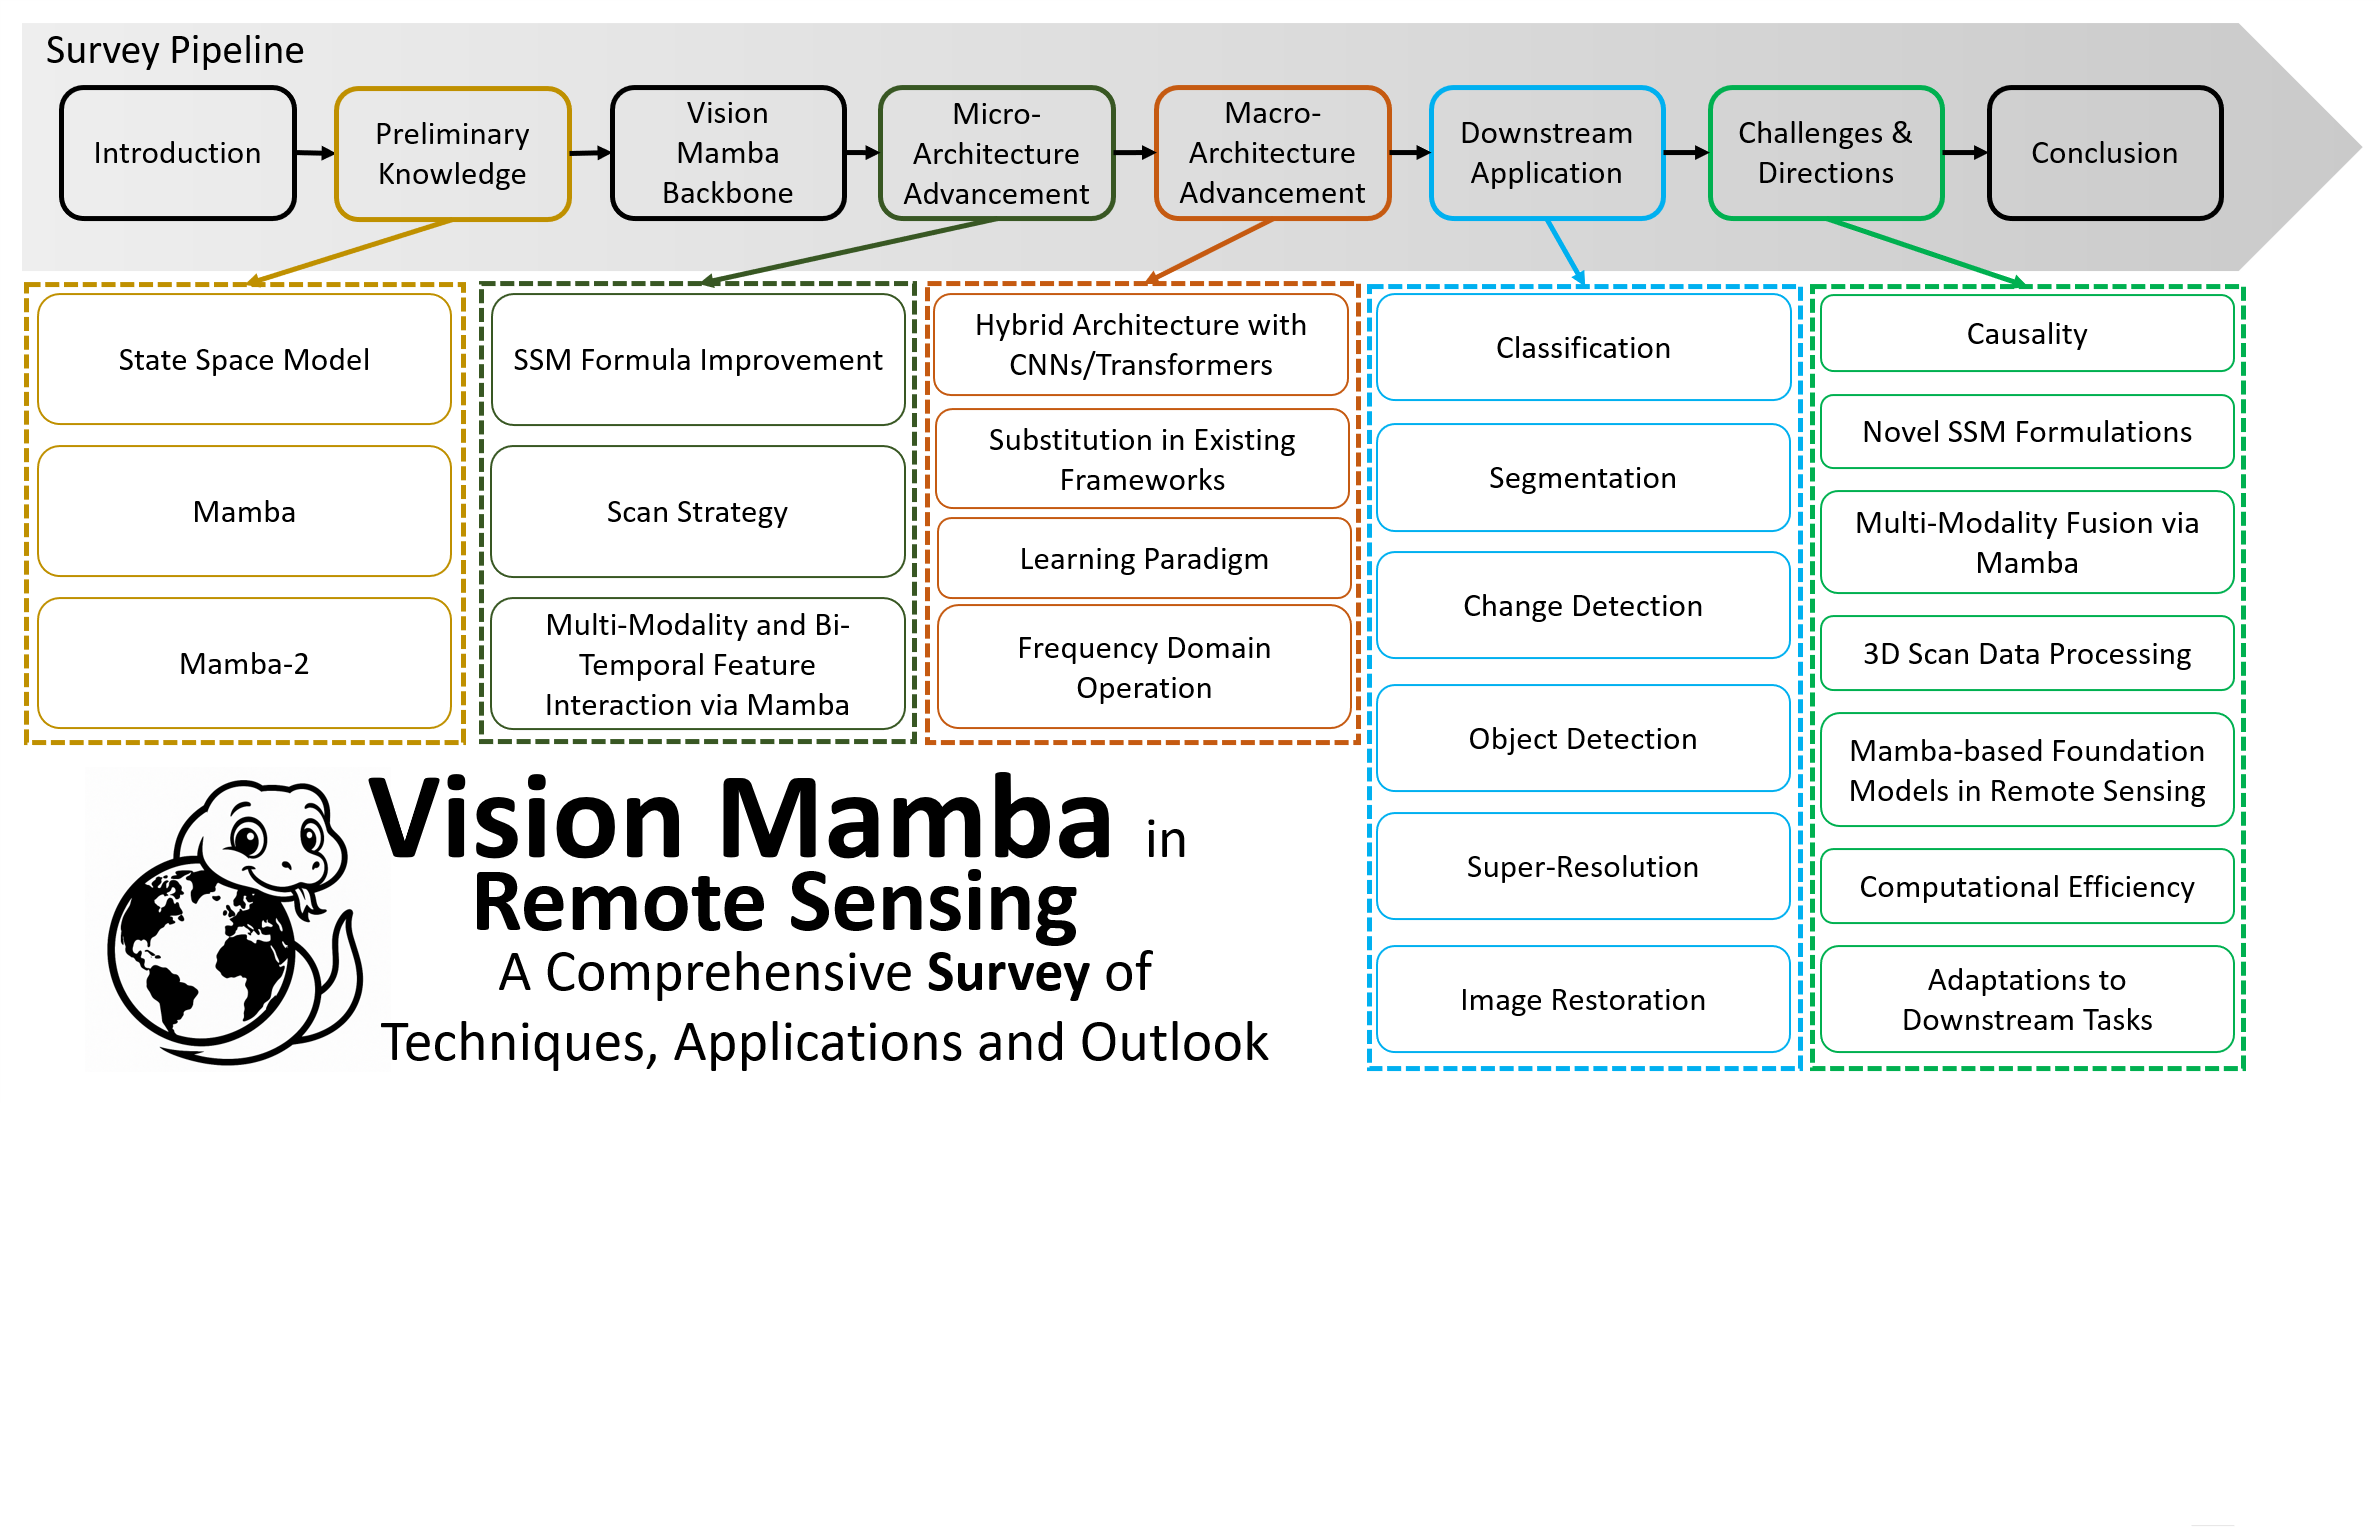 Survey Pipeline
Introduction
Preliminary
Knowledge
Vision
Mamba
Backbone
Micro-
Architecture
Advancement
Macro-
Architecture
Advancement
Downstream
Application
Challenges &
Directions
Conclusion
State Space Model
Mamba
Mamba-2
SSM Formula Improvement
Scan Strategy
Multi-Modality and Bi-
Temporal Feature
Interaction via Mamba
Hybrid Architecture with
CNNs/Transformers
Substitution in Existing
Frameworks
Learning Paradigm
Frequency Domain
Operation
Classification
Segmentation
Change Detection
Object Detection
Super-Resolution
Image Restoration
Causality
Novel SSM Formulations
Multi-Modality Fusion via
Mamba
3D Scan Data Processing
Mamba-based Foundation
Models in Remote Sensing
Computational Efficiency
Adaptations to
Downstream Tasks
Vision Mamba in
Remote Sensing
A Comprehensive Survey of
Techniques, Applications and Outlook